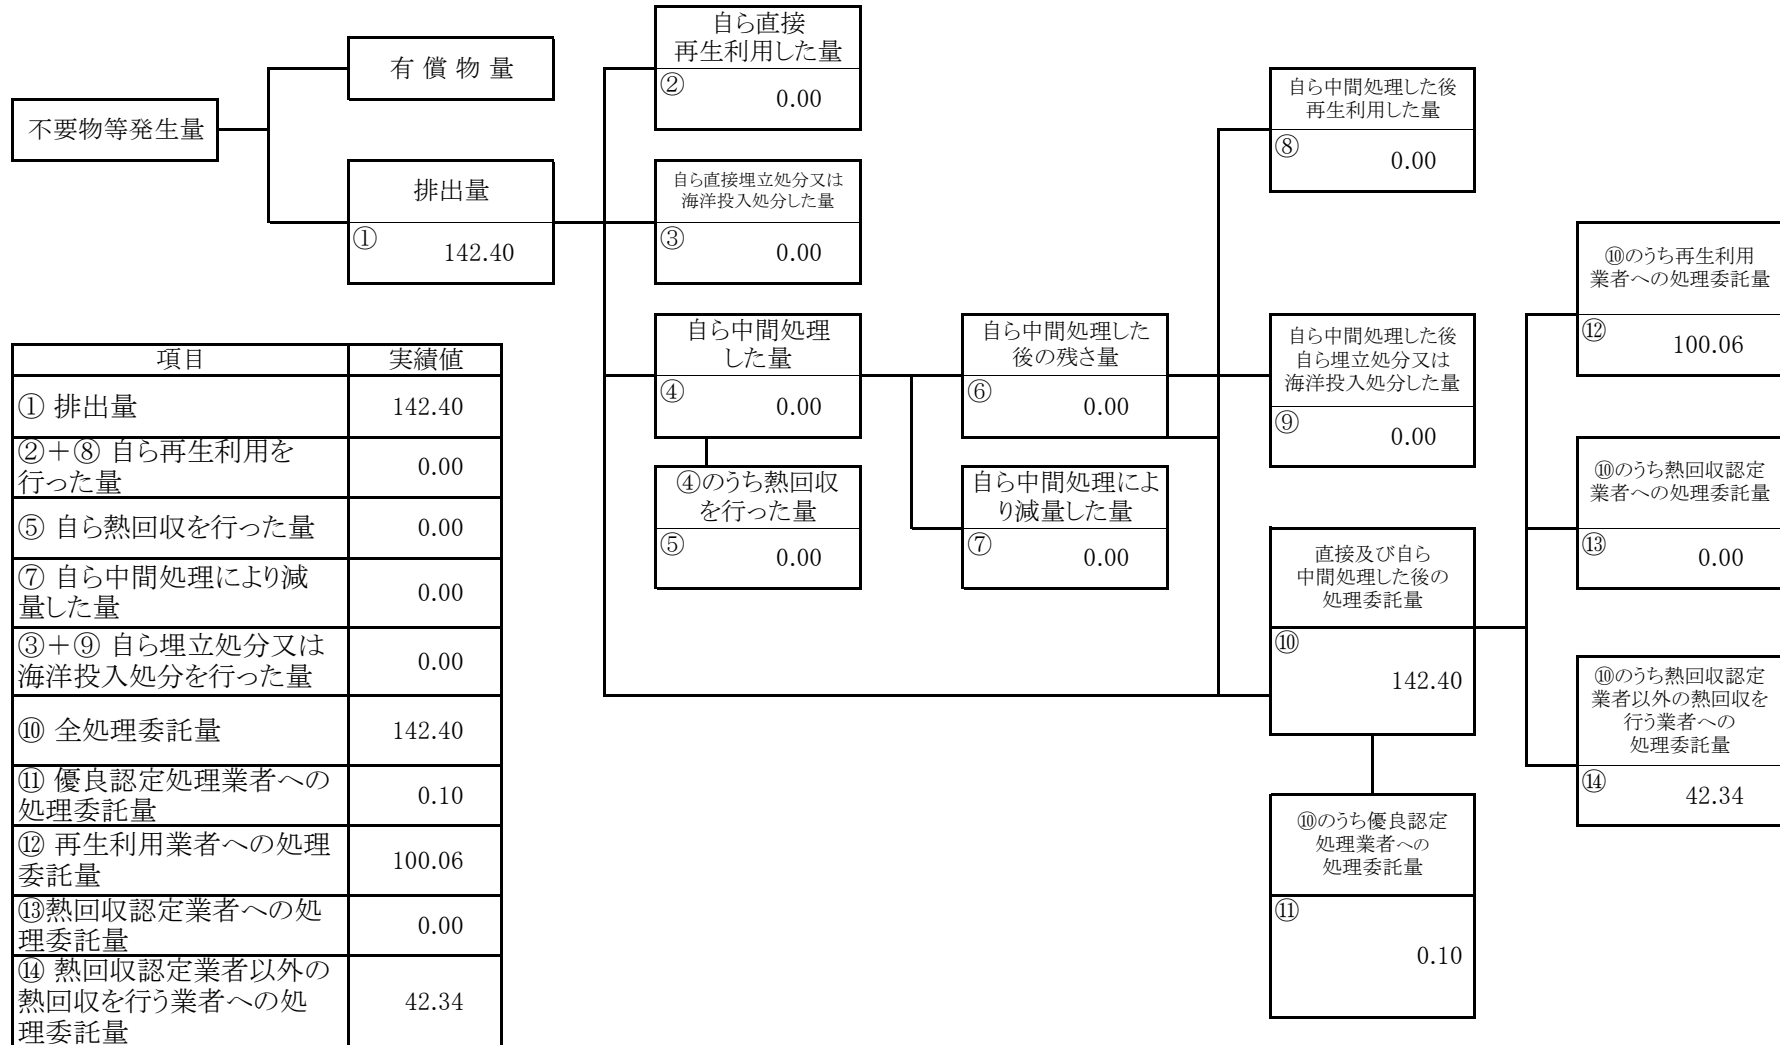 不要物等発生量
有償物量
排出量
①
142.40
自ら直接
再生利用した量
②
0.00
自ら直接埋立処分又は
海洋投入処分した量
③
0.00
自ら中間処理
した量
④
0.00
④のうち熱回収
を行った量
⑤
0.00
自ら中間処理した
後の残さ量
⑥
0.00
自ら中間処理によ
り減量した量
⑦
0.00
自ら中間処理した後
再生利用した量
⑧
0.00
自ら中間処理した後
自ら埋立処分又は
海洋投入処分した量
⑨
0.00
直接及び自ら
中間処理した後の
処理委託量
⑩
142.40
⑩のうち優良認定
処理業者への
処理委託量
⑪
0.10
⑩のうち再生利用
業者への処理委託量
⑫
100.06
⑩のうち熱回収認定
業者への処理委託量
⑬
0.00
⑩のうち熱回収認定
業者以外の熱回収を
行う業者への
処理委託量
⑭
42.34
項目 実績値
① 排出量 142.40
②＋⑧ 自ら再生利用を
行った量 0.00
⑤ 自ら熱回収を行った量 0.00
⑦ 自ら中間処理により減
量した量 0.00
③＋⑨ 自ら埋立処分又は
海洋投入処分を行った量 0.00
⑩ 全処理委託量 142.40
⑪ 優良認定処理業者への
処理委託量 0.10
⑫ 再生利用業者への処理
委託量 100.06
⑬熱回収認定業者への処
理委託量 0.00
⑭ 熱回収認定業者以外の
熱回収を行う業者への処
理委託量 42.34